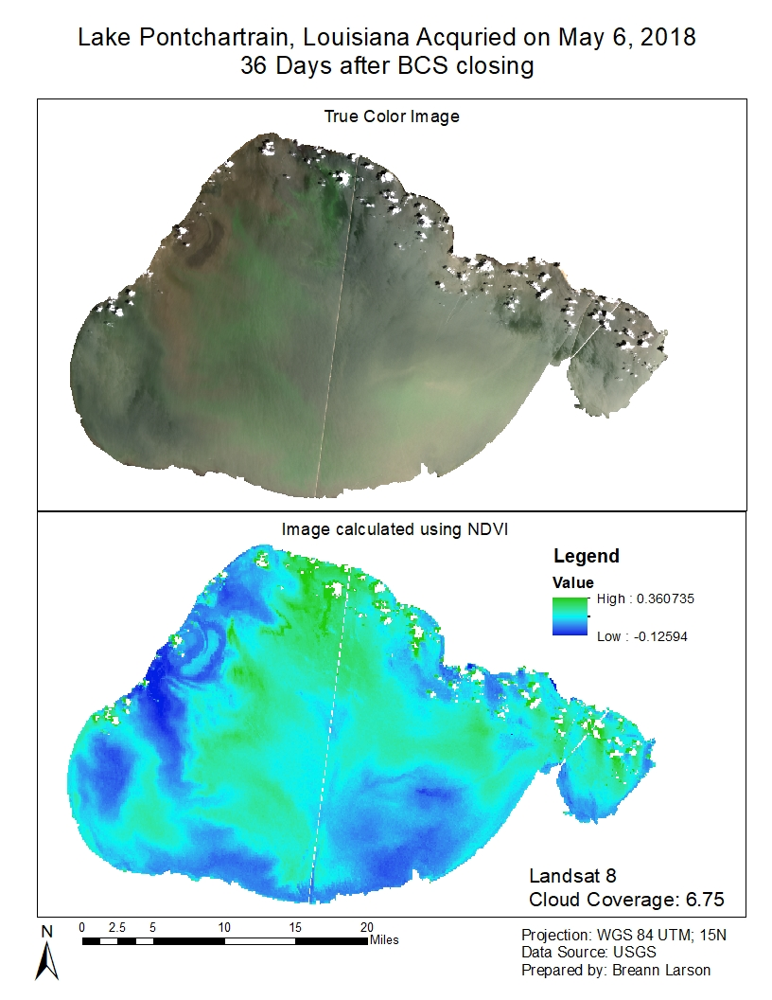 Lake Pontchartrain, Louisiana Acquried on May 6, 2018
36 Days after BCS closing
True Color Image
Image calculated using NDVI
Legend
Value
High : 0.360735
Low : -0.12594
Landsat 8
Cloud Coverage: 6.75
N
0 2.5 5 10 15 20
Miles
Projection: WGS 84 UTM; 15N
Data Source: USGS
Prepared by: Breann Larson